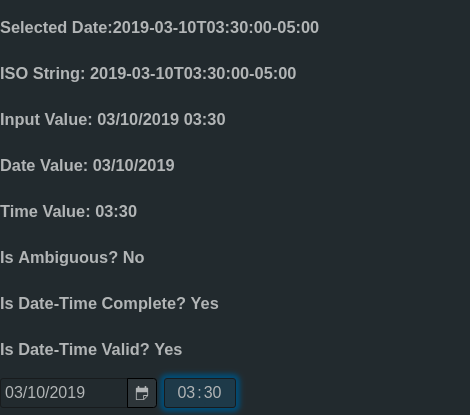 Selected Date:2019-03-10T03:30:00-05:00
ISO String: 2019-03-10T03:30:00-05:00
Input Value: 03/10/2019 03:30
Date Value: 03/10/2019
Time Value: 03:30
Is Ambiguous? No
Is Date-Time Complete? Yes
Is Date-Time Valid? Yes
03/10/2019 03:30